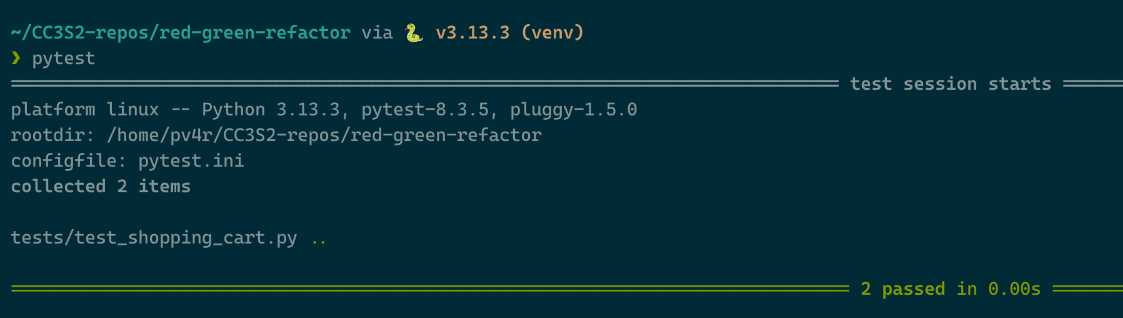 ~/CC3S2-repos/red-green-refactor via 🐍 v3.13.3 (venv)
❯ pytest
test session starts
platform linux -- Python 3.13.3, pytest-8.3.5, pluggy-1.5.0
rootdir: /home/pv4r/CC3S2-repos/red-green-refactor
configfile: pytest.ini
collected 2 items
tests/test_shopping_cart.py ..
2 passed in 0.00s